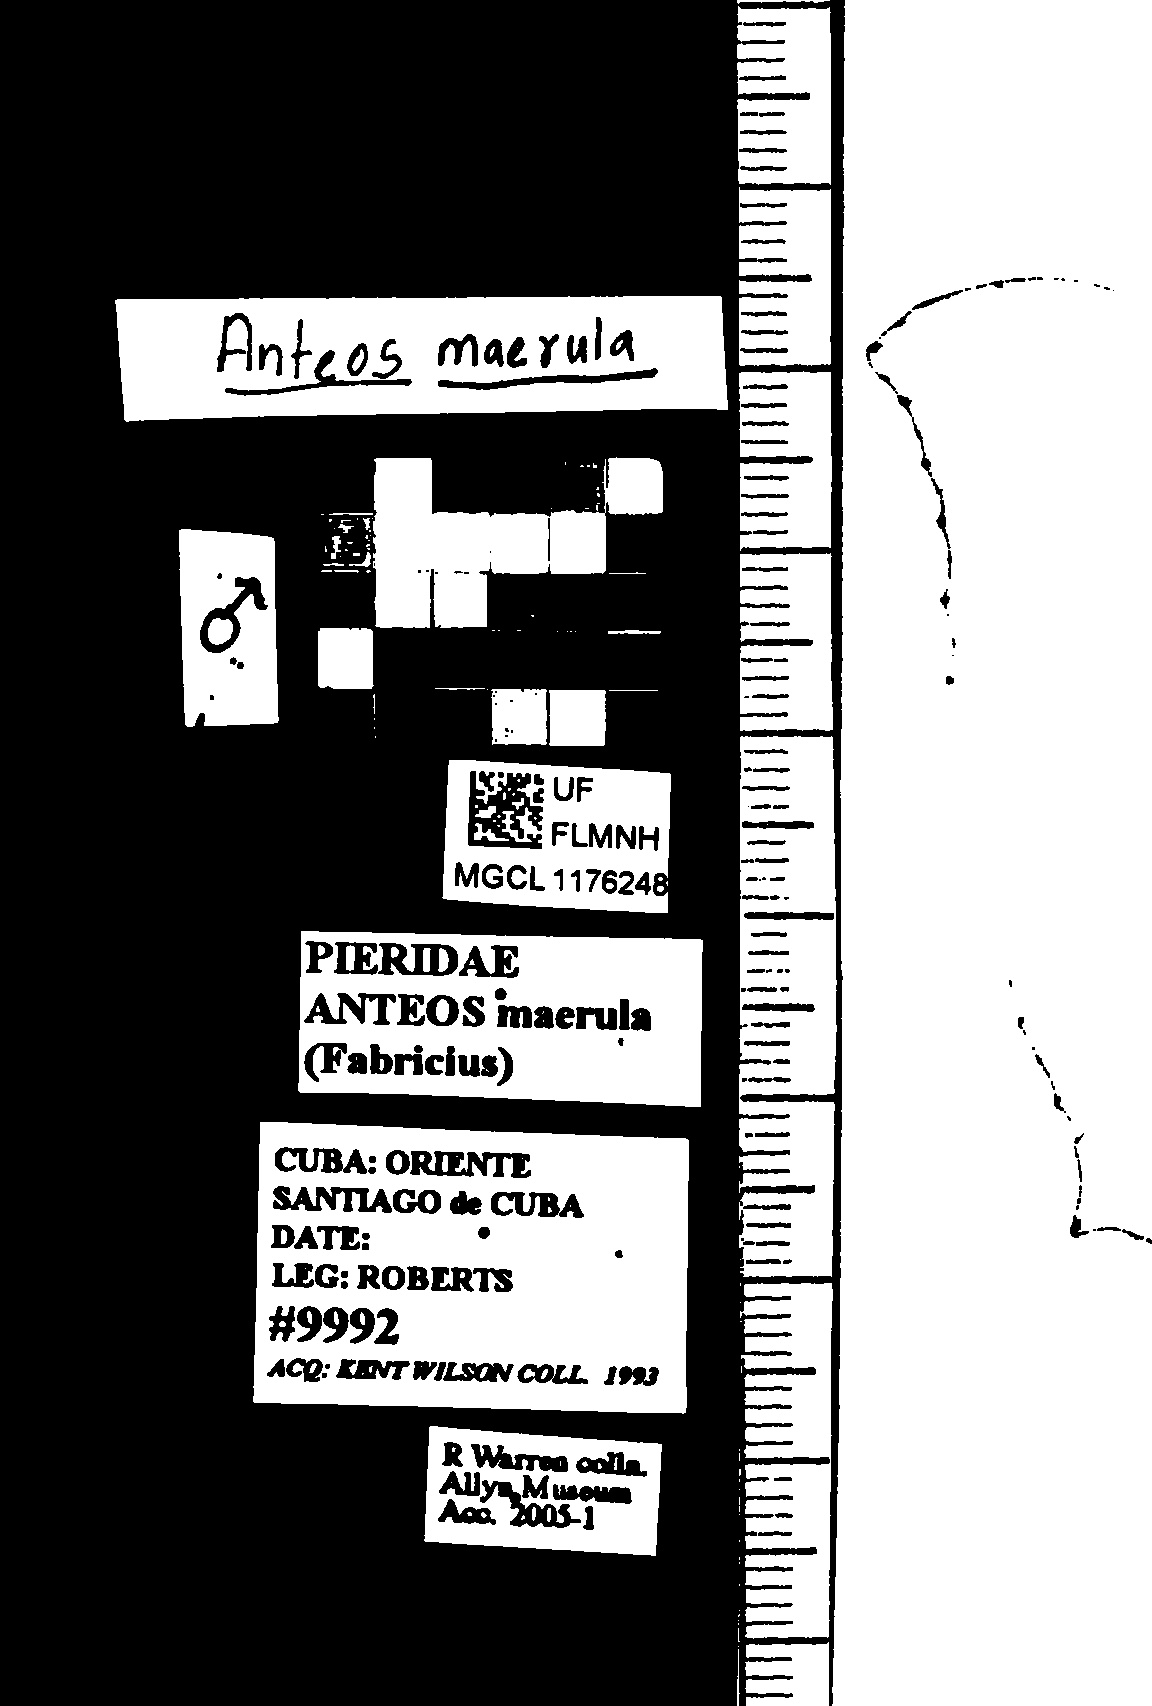 Anteos maerula
♂
UF
FLMNH
MGCL 1176248
PIERIDAE
ANTEOS maerula
(Fabricius)
CUBA: ORIENTE
SANTIAGO de CUBA
DATE:
LEG: ROBERTS
#9992
ACQ: KENT WILSON COLL. 1993
R Warren colln.
Allyn Museum
Acc. 2005-1